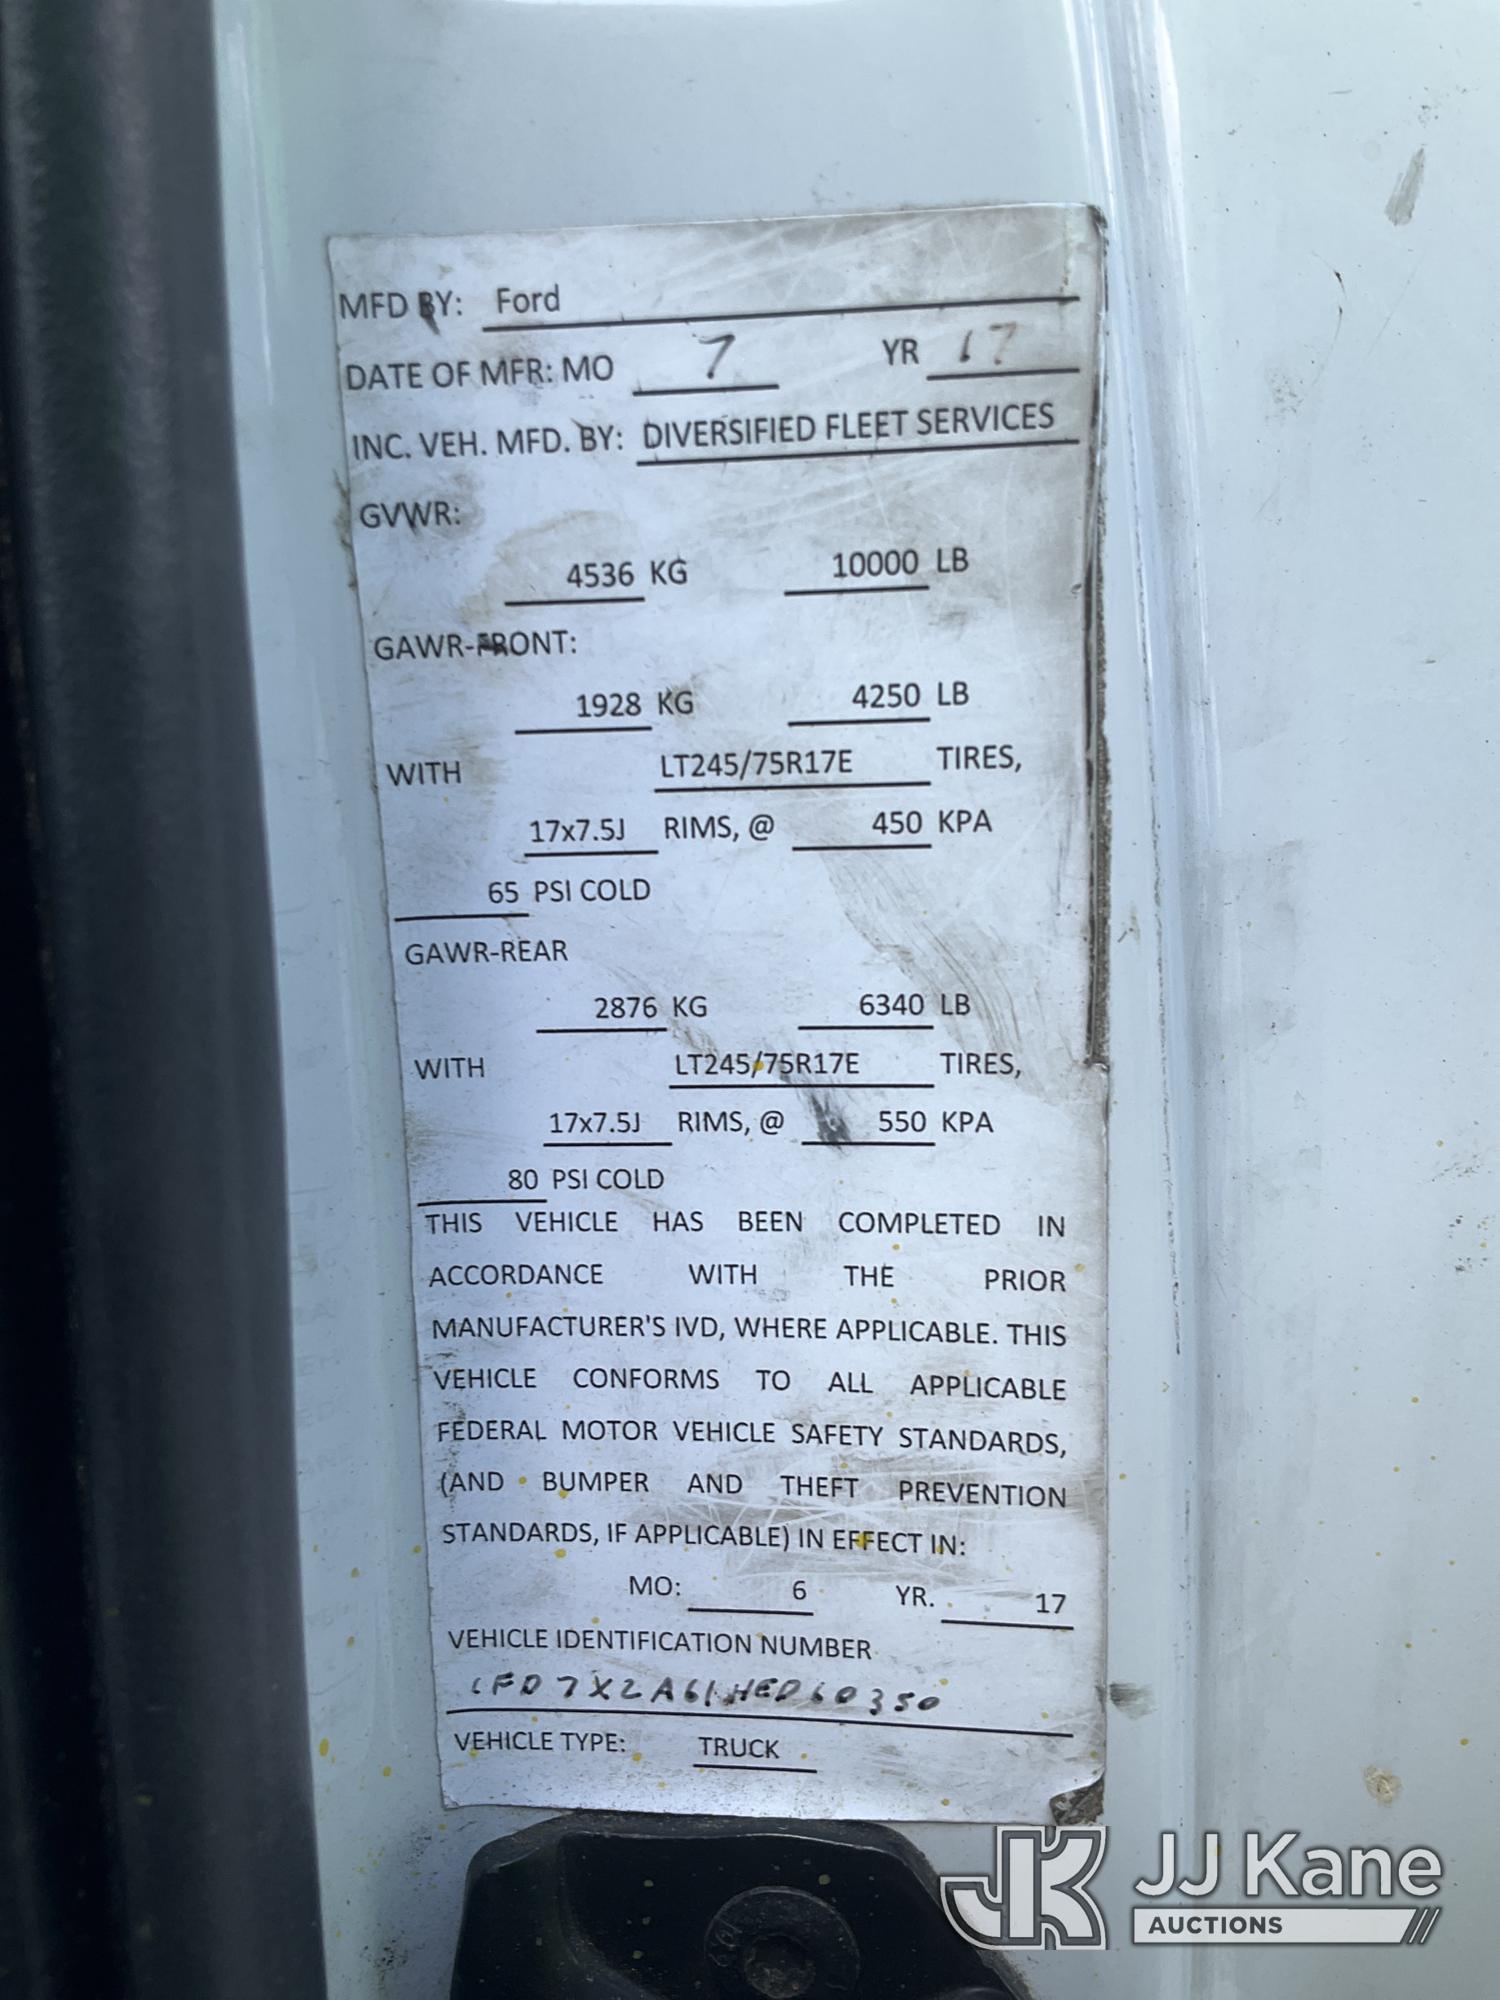 MFD BY: Ford
DATE OF MFR: MO 7 YR 17
INC. VEH. MFD. BY: DIVERSIFIED FLEET SERVICES
GVWR:
4536 KG 10000 LB
GAWR-FRONT:
1928 KG 4250 LB
WITH LT245/75R17E TIRES,
17x7.5J RIMS, @ 450 KPA
65 PSI COLD
GAWR-REAR
2876 KG 6340 LB
WITH LT245/75R17E TIRES,
17x7.5J RIMS, @ 550 KPA
80 PSI COLD
THIS VEHICLE HAS BEEN COMPLETED IN
ACCORDANCE WITH THE PRIOR
MANUFACTURER'S IVD, WHERE APPLICABLE. THIS
VEHICLE CONFORMS TO ALL APPLICABLE
FEDERAL MOTOR VEHICLE SAFETY STANDARDS,
(AND BUMPER AND THEFT PREVENTION
STANDARDS, IF APPLICABLE) IN EFFECT IN:
MO: 6 YR. 17
VEHICLE IDENTIFICATION NUMBER
1FD7X2A61HED60350
VEHICLE TYPE: TRUCK
JK JJ Kane
AUCTIONS